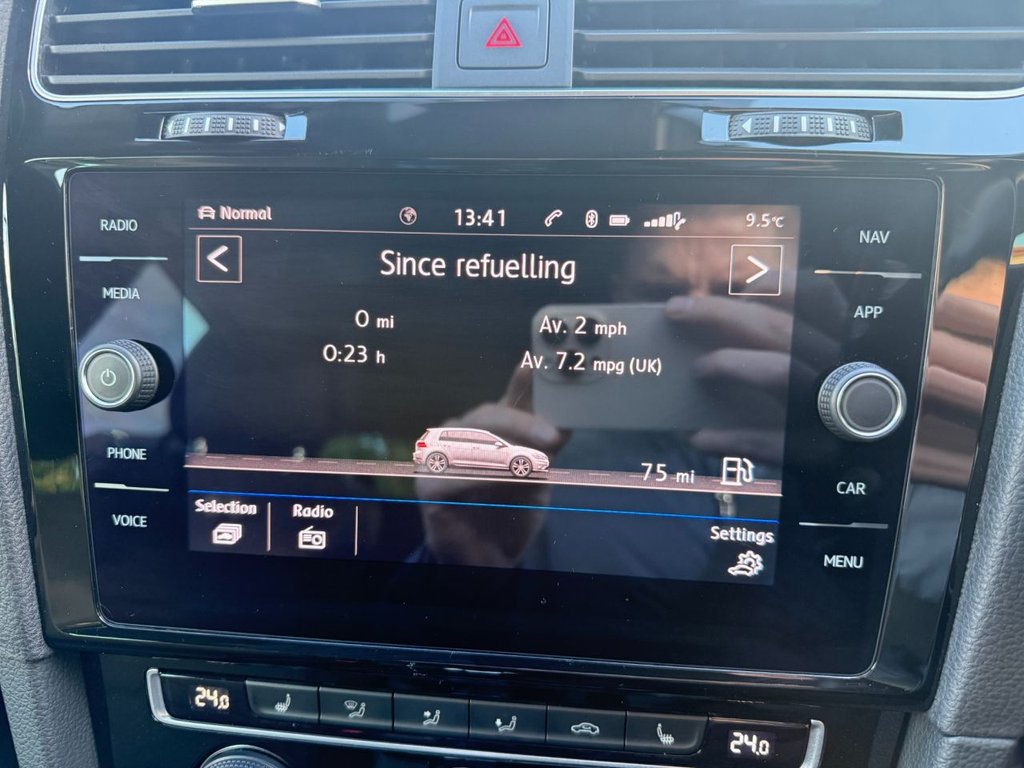 RADIO
MEDIA
PHONE
VOICE
Normal 13:41 9.5°C
Since refuelling
0 mi Av. 2 mph
0:23 h Av. 7.2 mpg (UK)
75 mi
Selection Radio Settings
NAV
APP
CAR
MENU
24.0 24.0